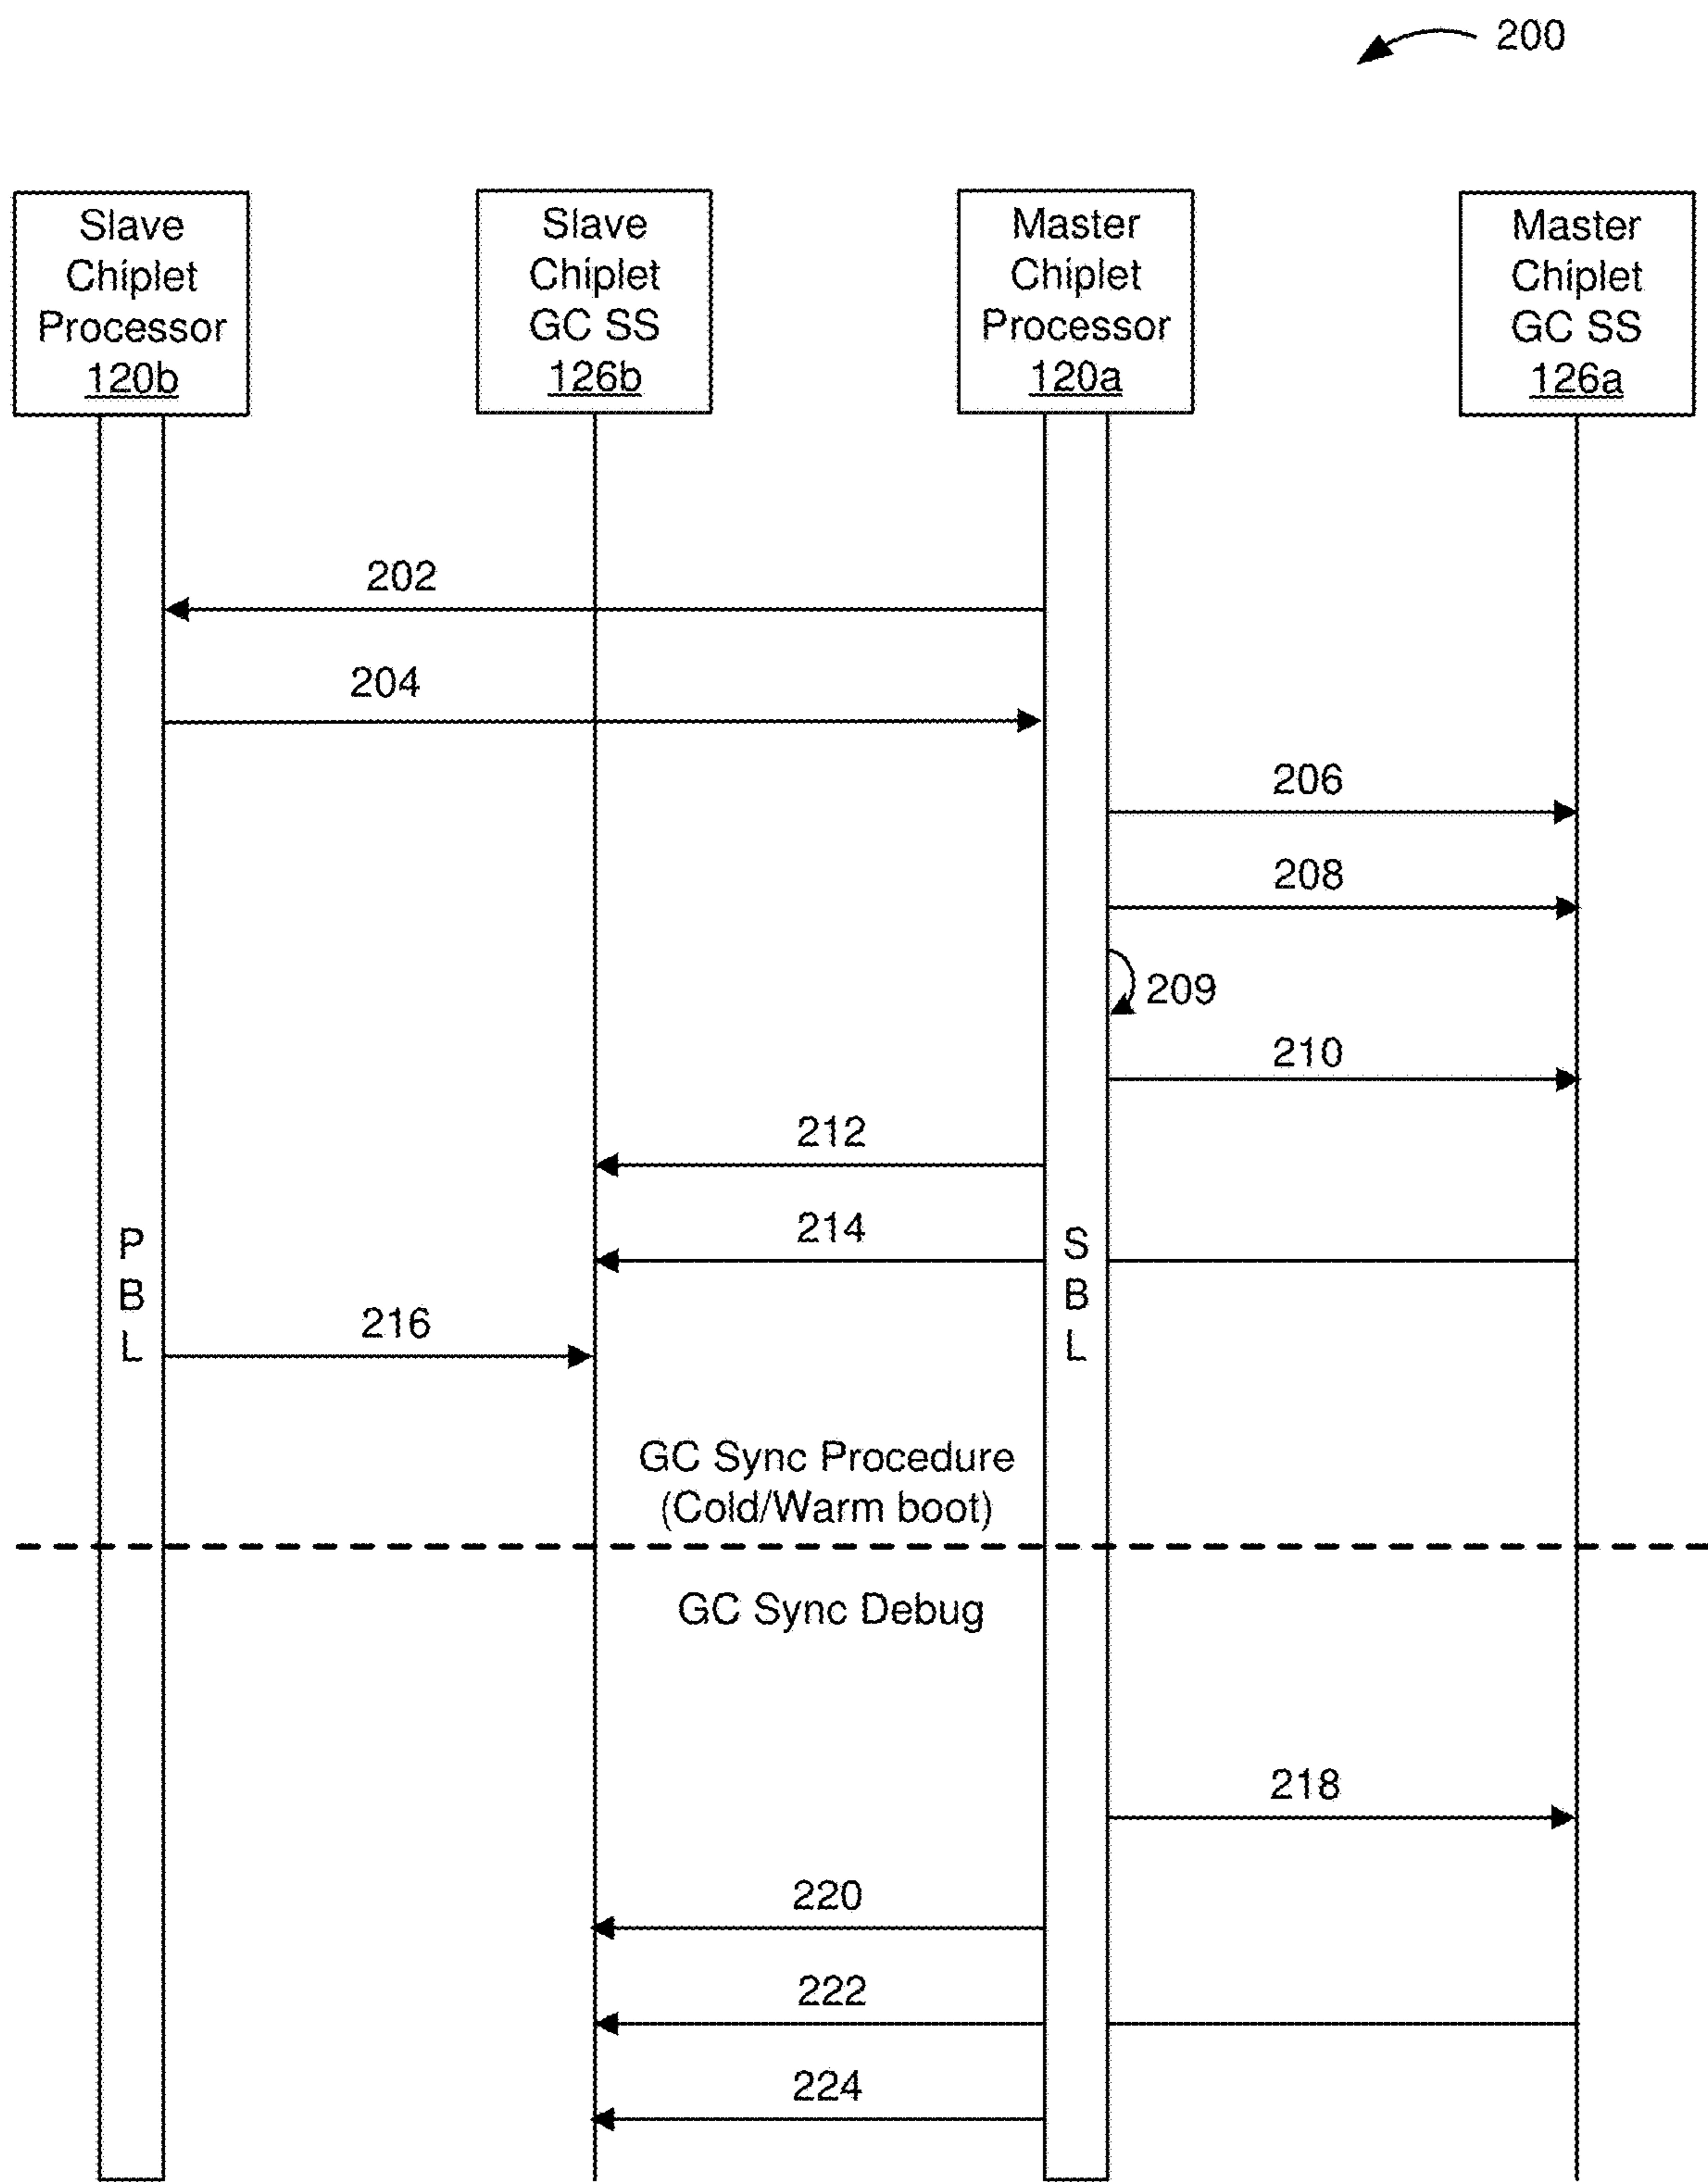 200
Slave
Chiplet
Processor
120b
Slave
Chiplet
GC SS
126b
Master
Chiplet
Processor
120a
Master
Chiplet
GC SS
126a
202
204
206
208
209
210
212
214
216
P
B
L
S
B
L
GC Sync Procedure
(Cold/Warm boot)
GC Sync Debug
218
220
222
224